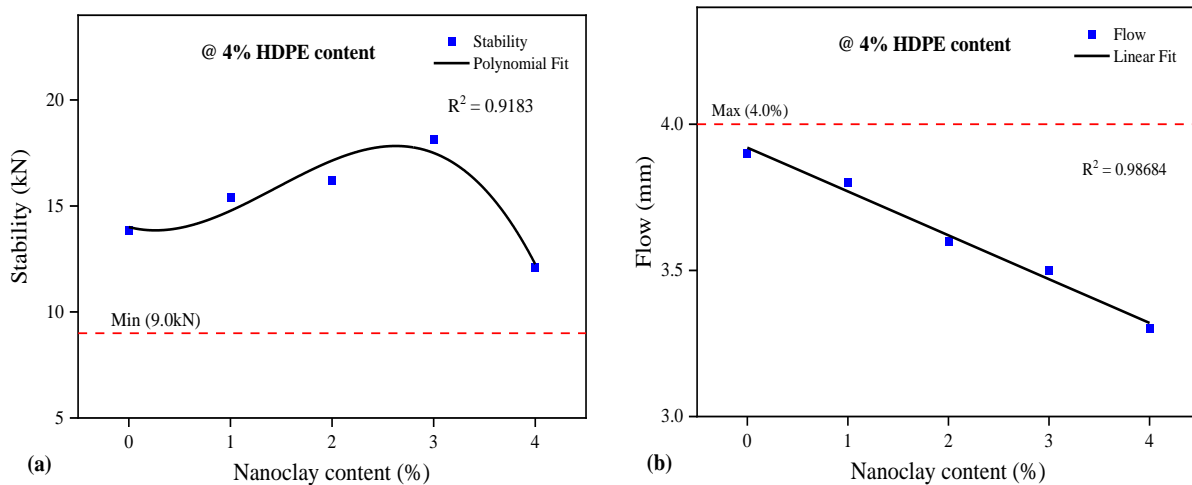 @ 4% HDPE content
Stability
Polynomial Fit
R² = 0.9183
20
15
10
5
Stability (kN)
Min (9.0kN)
0 1 2 3 4
Nanoclay content (%)
(a)
@ 4% HDPE content
Flow
Linear Fit
Max (4.0%)
R² = 0.98684
4.0
3.5
3.0
Flow (mm)
0 1 2 3 4
Nanoclay content (%)
(b)